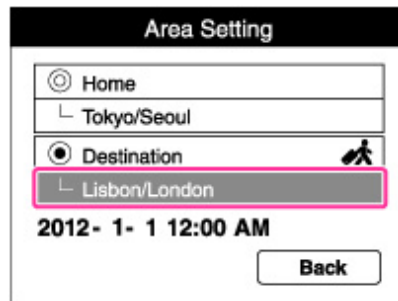 Area Setting
Home
Tokyo/Seoul
Destination
Lisbon/London
2012- 1- 1 12:00 AM
Back